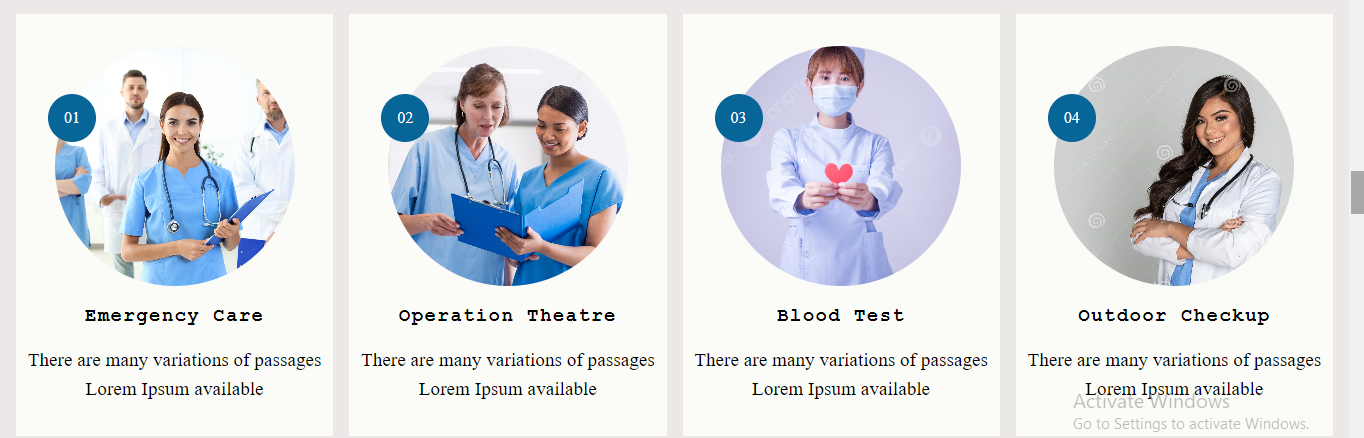 01
02
03
04
Emergency Care
Operation Theatre
Blood Test
Outdoor Checkup
There are many variations of passages
Lorem Ipsum available
There are many variations of passages
Lorem Ipsum available
There are many variations of passages
Lorem Ipsum available
There are many variations of passages
Lorem Ipsum available
Activate Windows
Go to Settings to activate Windows.